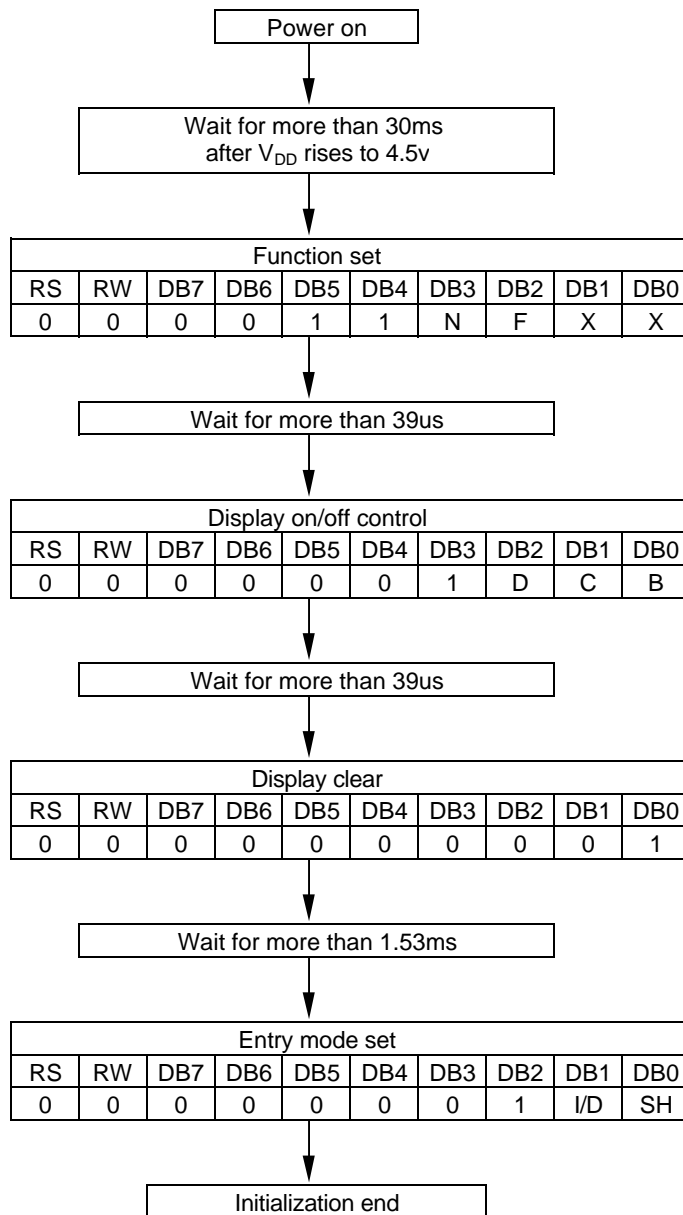 Power on
Wait for more than 30ms
after VDD rises to 4.5v
Function set
RS RW DB7 DB6 DB5 DB4 DB3 DB2 DB1 DB0
0 0 0 0 1 1 N F X X
Wait for more than 39us
Display on/off control
RS RW DB7 DB6 DB5 DB4 DB3 DB2 DB1 DB0
0 0 0 0 0 0 1 D C B
Wait for more than 39us
Display clear
RS RW DB7 DB6 DB5 DB4 DB3 DB2 DB1 DB0
0 0 0 0 0 0 0 0 0 1
Wait for more than 1.53ms
Entry mode set
RS RW DB7 DB6 DB5 DB4 DB3 DB2 DB1 DB0
0 0 0 0 0 0 0 1 I/D SH
Initialization end